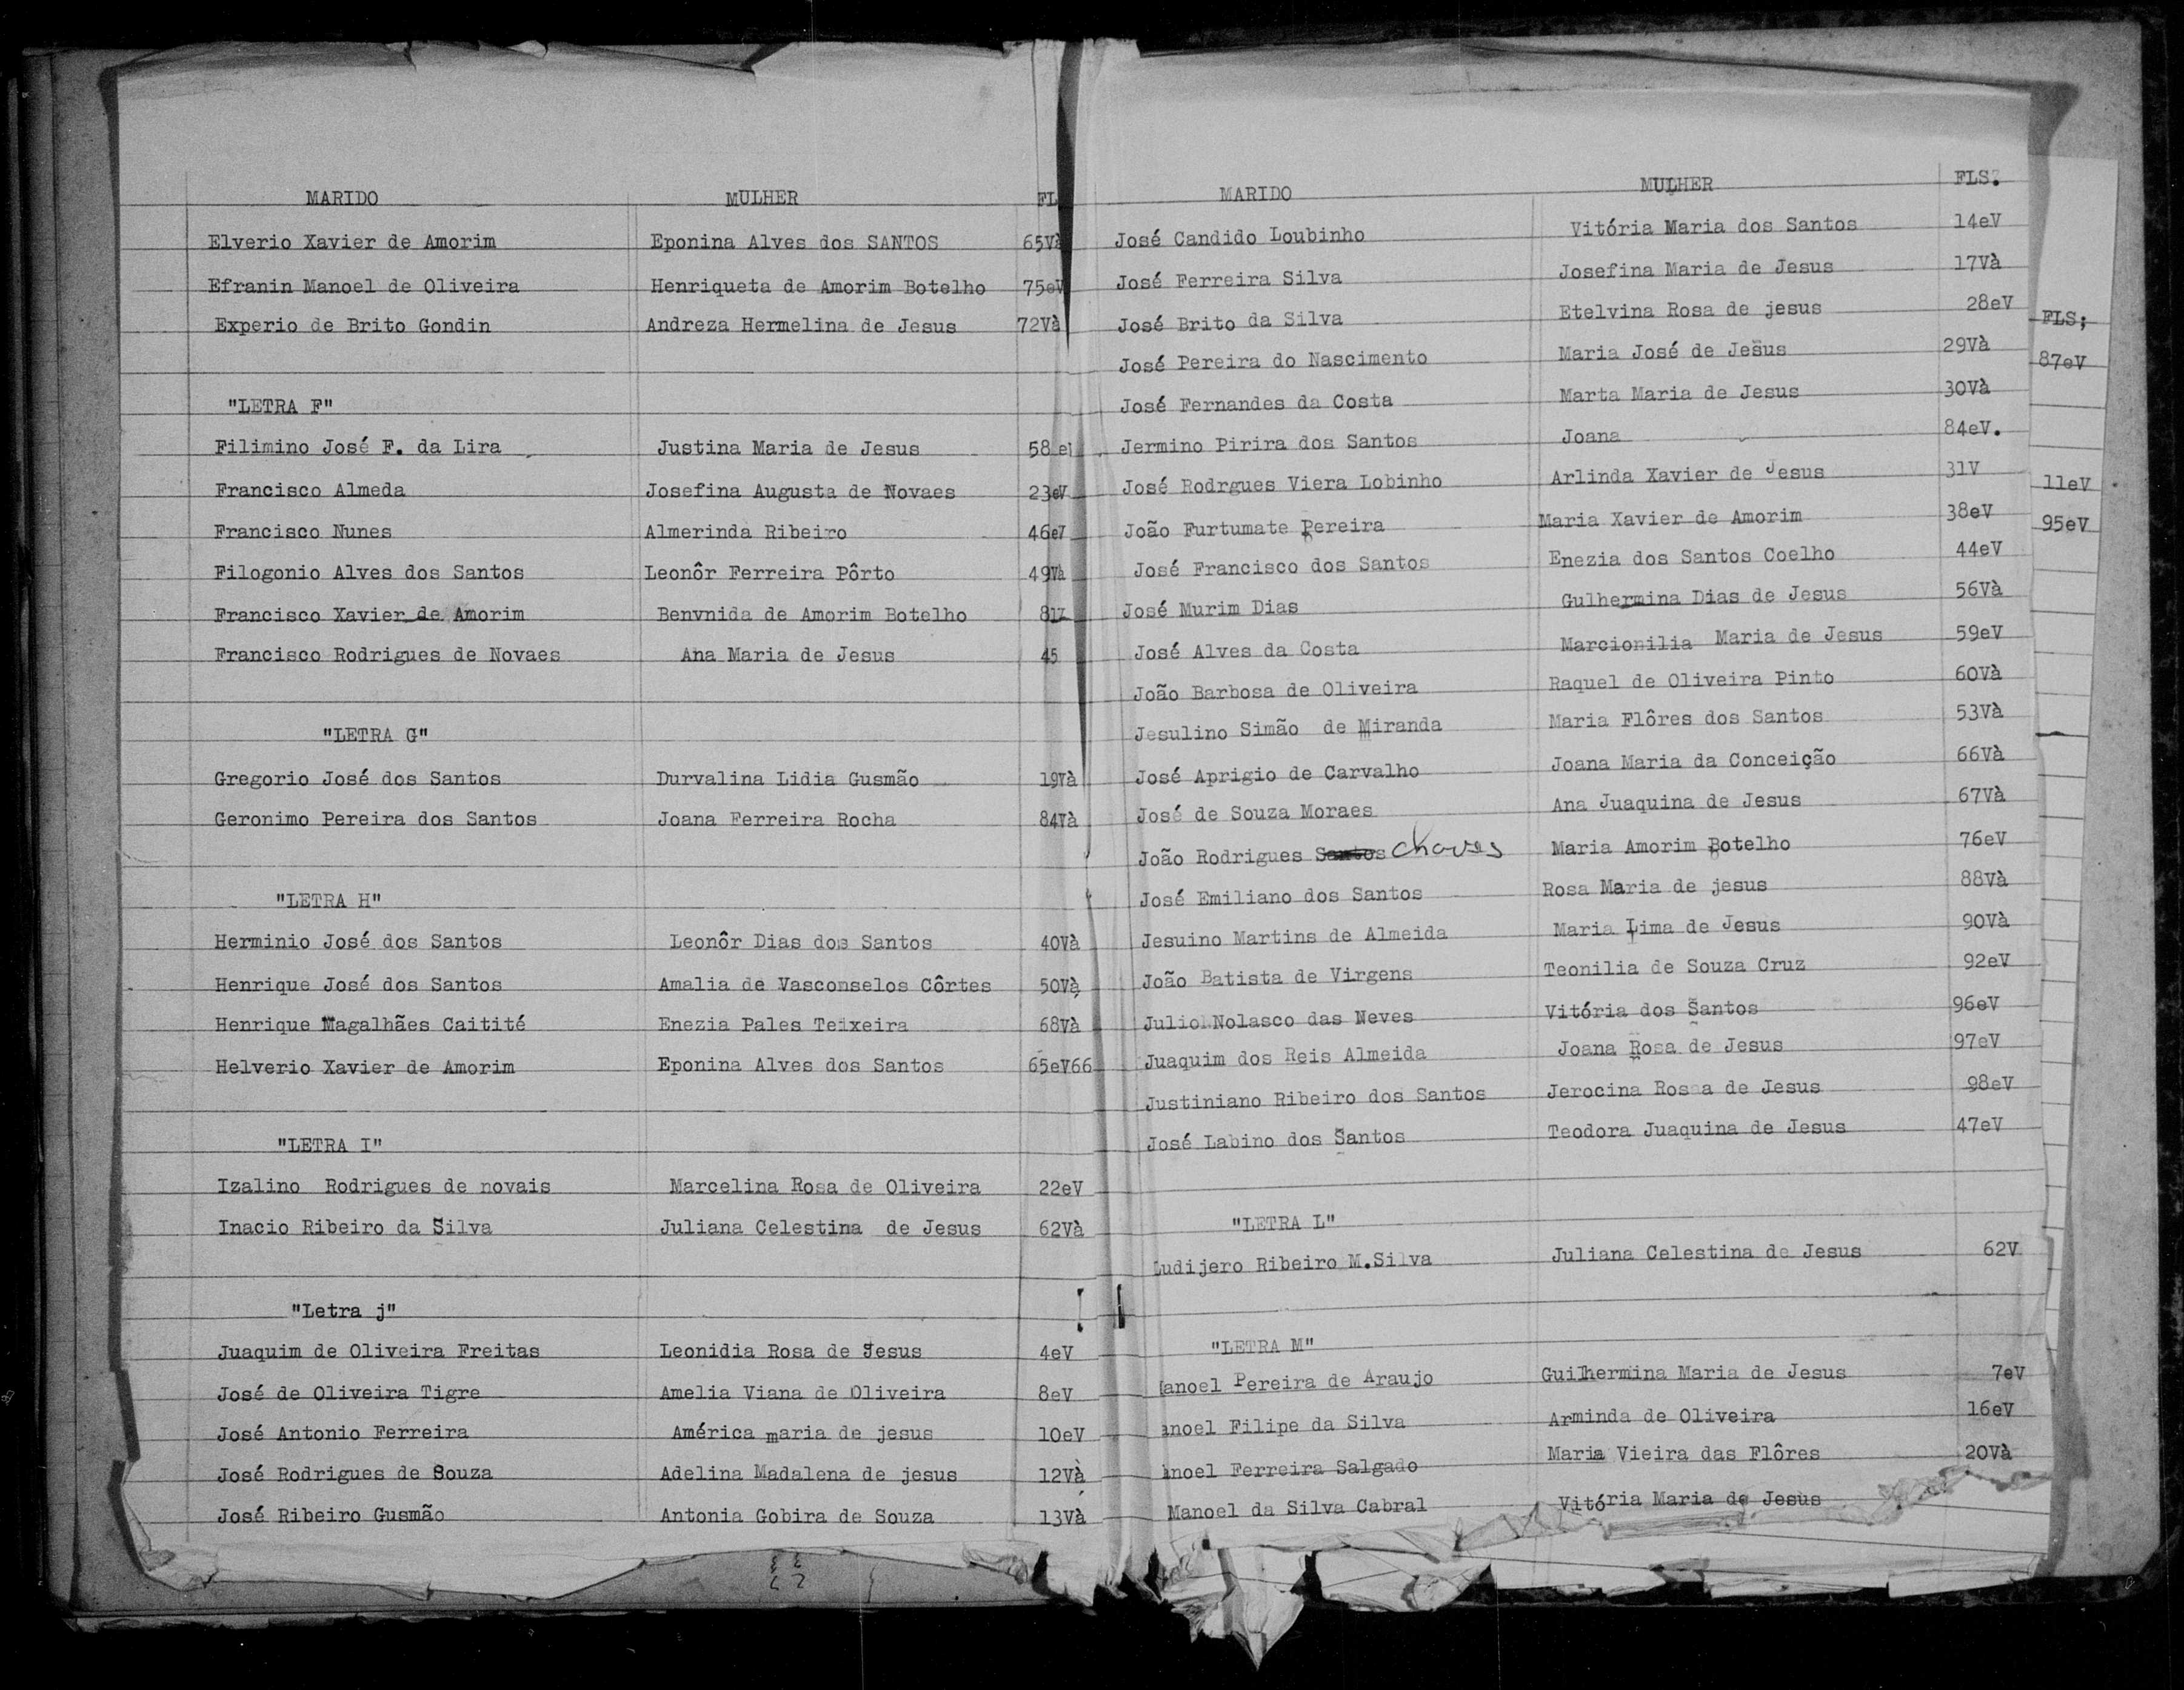 MARIDO MULHER FL
Elverio Xavier de Amorim Eponina Alves dos SANTOS 65Và
Efranin Manoel de Oliveira Henriqueta de Amorim Botelho 75eV
Experio de Brito Gondin Andreza Hermelina de Jesus 72Và
"LETRA F"
Filimino José F. da Lira Justina Maria de Jesus 58
Francisco Almeda Josefina Augusta de Novaes 23eV
Francisco Nunes Almerinda Ribeiro 46eV
Filogonio Alves dos Santos Leonôr Ferreira Pôrto 49Và
Francisco Xavier de Amorim Benvnida de Amorim Botelho
Francisco Rodrigues de Novaes Ana Maria de Jesus 45
"LETRA G"
Gregorio José dos Santos Durvalina Lidia Gusmão 19Và
Geronimo Pereira dos Santos Joana Ferreira Rocha 84Và
"LETRA H"
Herminio José dos Santos Leonôr Dias dos Santos 40Và
Henrique José dos Santos Amalia de Vasconselos Côrtes 50Và
Henrique Magalhães Caitité Enezia Pales Teixeira 68Và
Helverio Xavier de Amorim Eponina Alves dos Santos 65eV66
"LETRA I"
Izalino Rodrigues de novais Marcelina Rosa de Oliveira 22eV
Inacio Ribeiro da Silva Juliana Celestina de Jesus 62Và
"Letra j"
Juaquim de Oliveira Freitas Leonidia Rosa de Jesus 4eV
José de Oliveira Tigre Amelia Viana de Oliveira 8eV
José Antonio Ferreira América maria de jesus 10eV
José Rodrigues de Souza Adelina Madalena de jesus 12Và
José Ribeiro Gusmão Antonia Gobira de Souza 13Và
MARIDO MULHER FLS.
José Candido Loubinho Vitória Maria dos Santos 14eV
José Ferreira Silva Josefina Maria de Jesus 17Và
José Brito da Silva Etelvina Rosa de jesus 28eV
José Pereira do Nascimento Maria José de Jesus 29Và
José Fernandes da Costa Marta Maria de Jesus 30Và
Jermino Pirira dos Santos Joana 84eV.
José Rodrgues Viera Lobinho Arlinda Xavier de Jesus 31V
João Furtumate Pereira Maria Xavier de Amorim 38eV
José Francisco dos Santos Enezia dos Santos Coelho 44eV
José Murim Dias Gulhermina Dias de Jesus 56Và
José Alves da Costa Marcionilia Maria de Jesus 59eV
João Barbosa de Oliveira Raquel de Oliveira Pinto 60Và
Jesulino Simão de Miranda Maria Flôres dos Santos 53Và
José Aprigio de Carvalho Joana Maria da Conceição 66Và
José de Souza Moraes Ana Juaquina de Jesus 67Và
João Rodrigues Santos chaves Maria Amorim Botelho 76eV
José Emiliano dos Santos Rosa Maria de jesus 88Và
Jesuino Martins de Almeida Maria Lima de Jesus 90Và
João Batista de Virgens Teonilia de Souza Cruz 92eV
Julio Nolasco das Neves Vitória dos Santos 96eV
Juaquim dos Reis Almeida Joana Rosa de Jesus 97eV
Justiniano Ribeiro dos Santos Jerocina Rosa de Jesus 98eV
José Labino dos Santos Teodora Juaquina de Jesus 47eV
"LETRA L"
Ludijero Ribeiro M.Silva Juliana Celestina de Jesus 62V
"LETRA M"
anoel Pereira de Araujo Guilhermina Maria de Jesus 7eV
anoel Filipe da Silva Arminda de Oliveira 16eV
anoel Ferreira Salgado Maria Vieira das Flôres 20Và
Manoel da Silva Cabral Vitória Maria de Jesus
FLS;
87eV
11eV
95eV